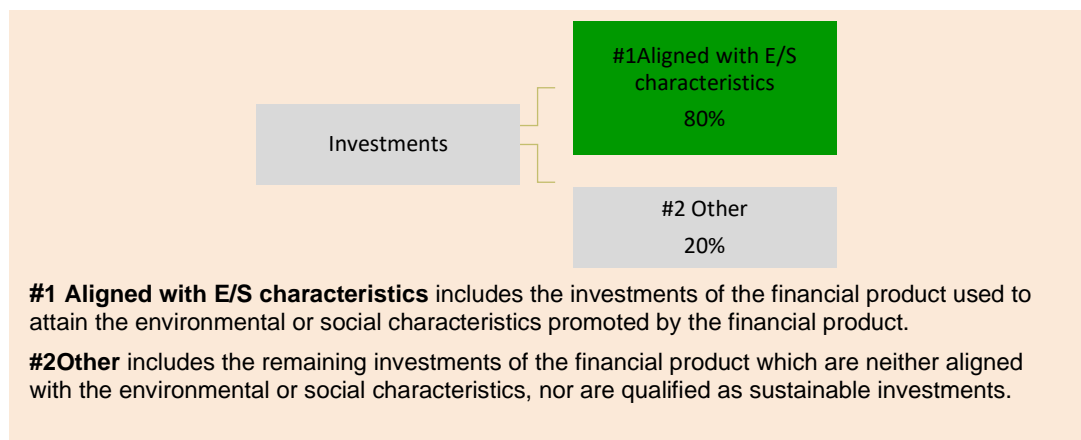 #1Aligned with E/S
characteristics
80%
Investments
#2 Other
20%
#1 Aligned with E/S characteristics includes the investments of the financial product used to
attain the environmental or social characteristics promoted by the financial product.
#2Other includes the remaining investments of the financial product which are neither aligned
with the environmental or social characteristics, nor are qualified as sustainable investments.